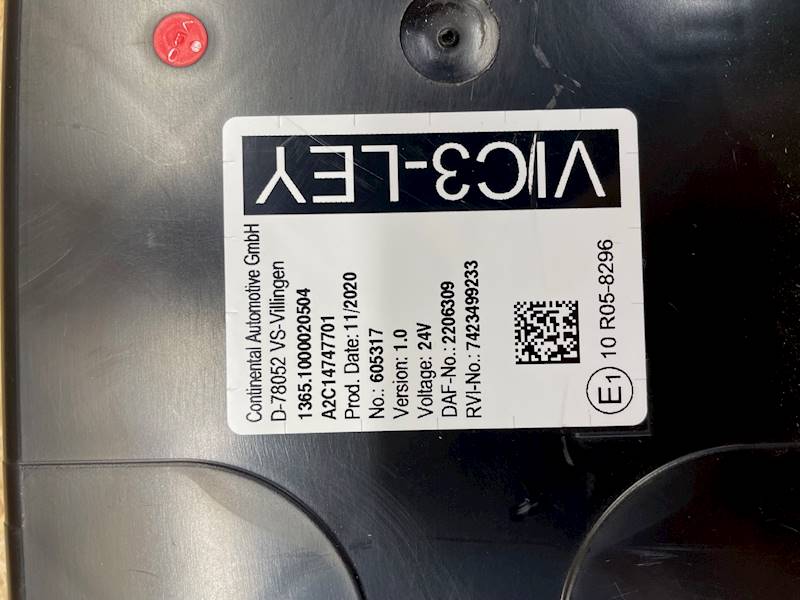 VIC3-LEY
Continental Automotive GmbH
D-78052 VS-Villingen
1365.1000020504
A2C14747701
Prod. Date: 11/2020
No.: 605317
Version: 1.0
Voltage: 24V
DAF-No.: 2206309
RVI-No.: 7423499233
E1 10 R05-8296